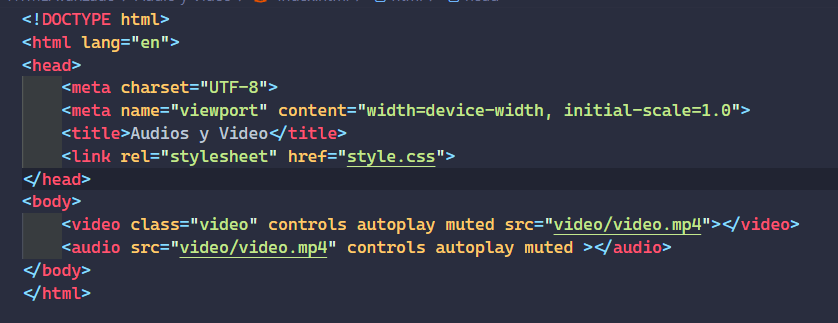 <!DOCTYPE html>
<html lang="en">
<head>
    <meta charset="UTF-8">
    <meta name="viewport" content="width=device-width, initial-scale=1.0">
    <title>Audios y Video</title>
    <link rel="stylesheet" href="style.css">
</head>
<body>
    <video class="video" controls autoplay muted src="video/video.mp4"></video>
    <audio src="video/video.mp4" controls autoplay muted ></audio>
</body>
</html>